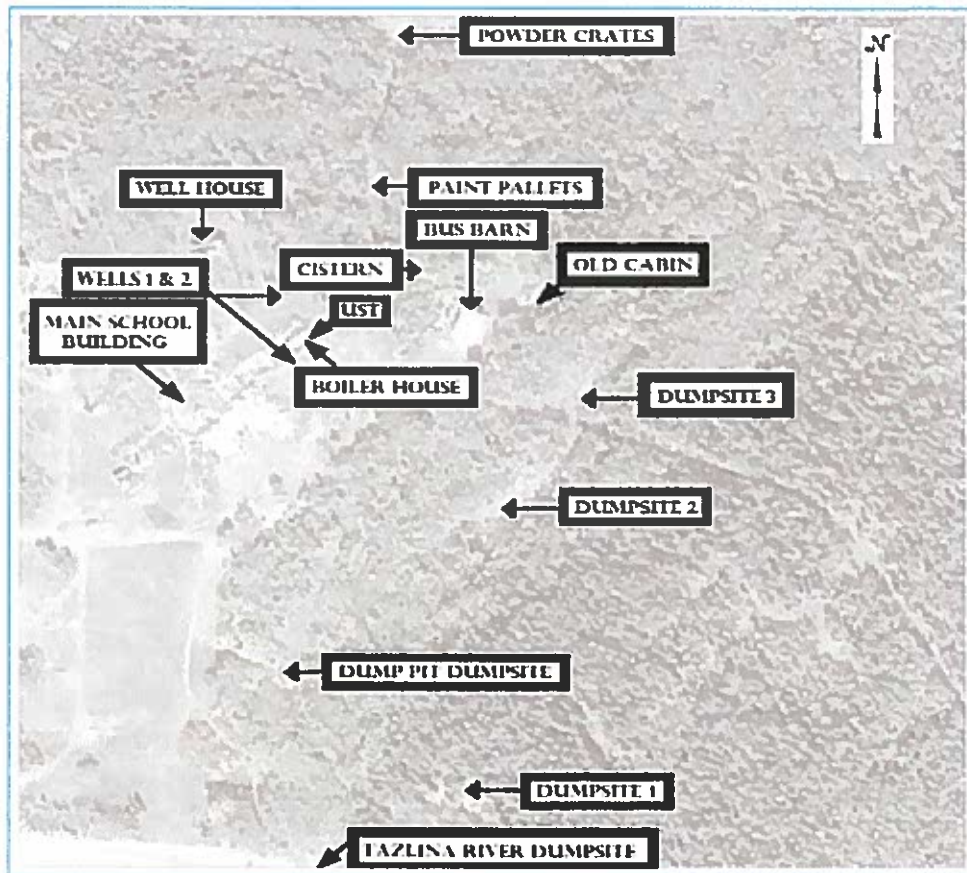 POWDER CRATES
N
WELL HOUSE
PAINT PALLETS
BUS BARN
CISTERN
OLD CABIN
WELLS 1 & 2
UST
MAIN SCHOOL
BUILDING
BOILER HOUSE
DUMPSITE 3
DUMPSITE 2
DUMP PIT DUMPSITE
DUMPSITE 1
TAZLINA RIVER DUMPSITE